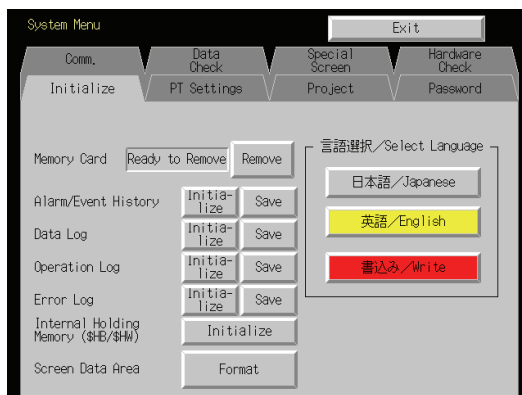 System Menu
Exit
Comm.
Data
Check
Special
Screen
Hardware
Check
Initialize
PT Settings
Project
Password
Memory Card
Ready to Remove
Remove
言語選択/Select Language
日本語/Japanese
英語/English
書込み/Write
Alarm/Event History
Initia-
lize
Save
Data Log
Initia-
lize
Save
Operation Log
Initia-
lize
Save
Error Log
Initia-
lize
Save
Internal Holding
Memory ($HB/$HW)
Initialize
Screen Data Area
Format